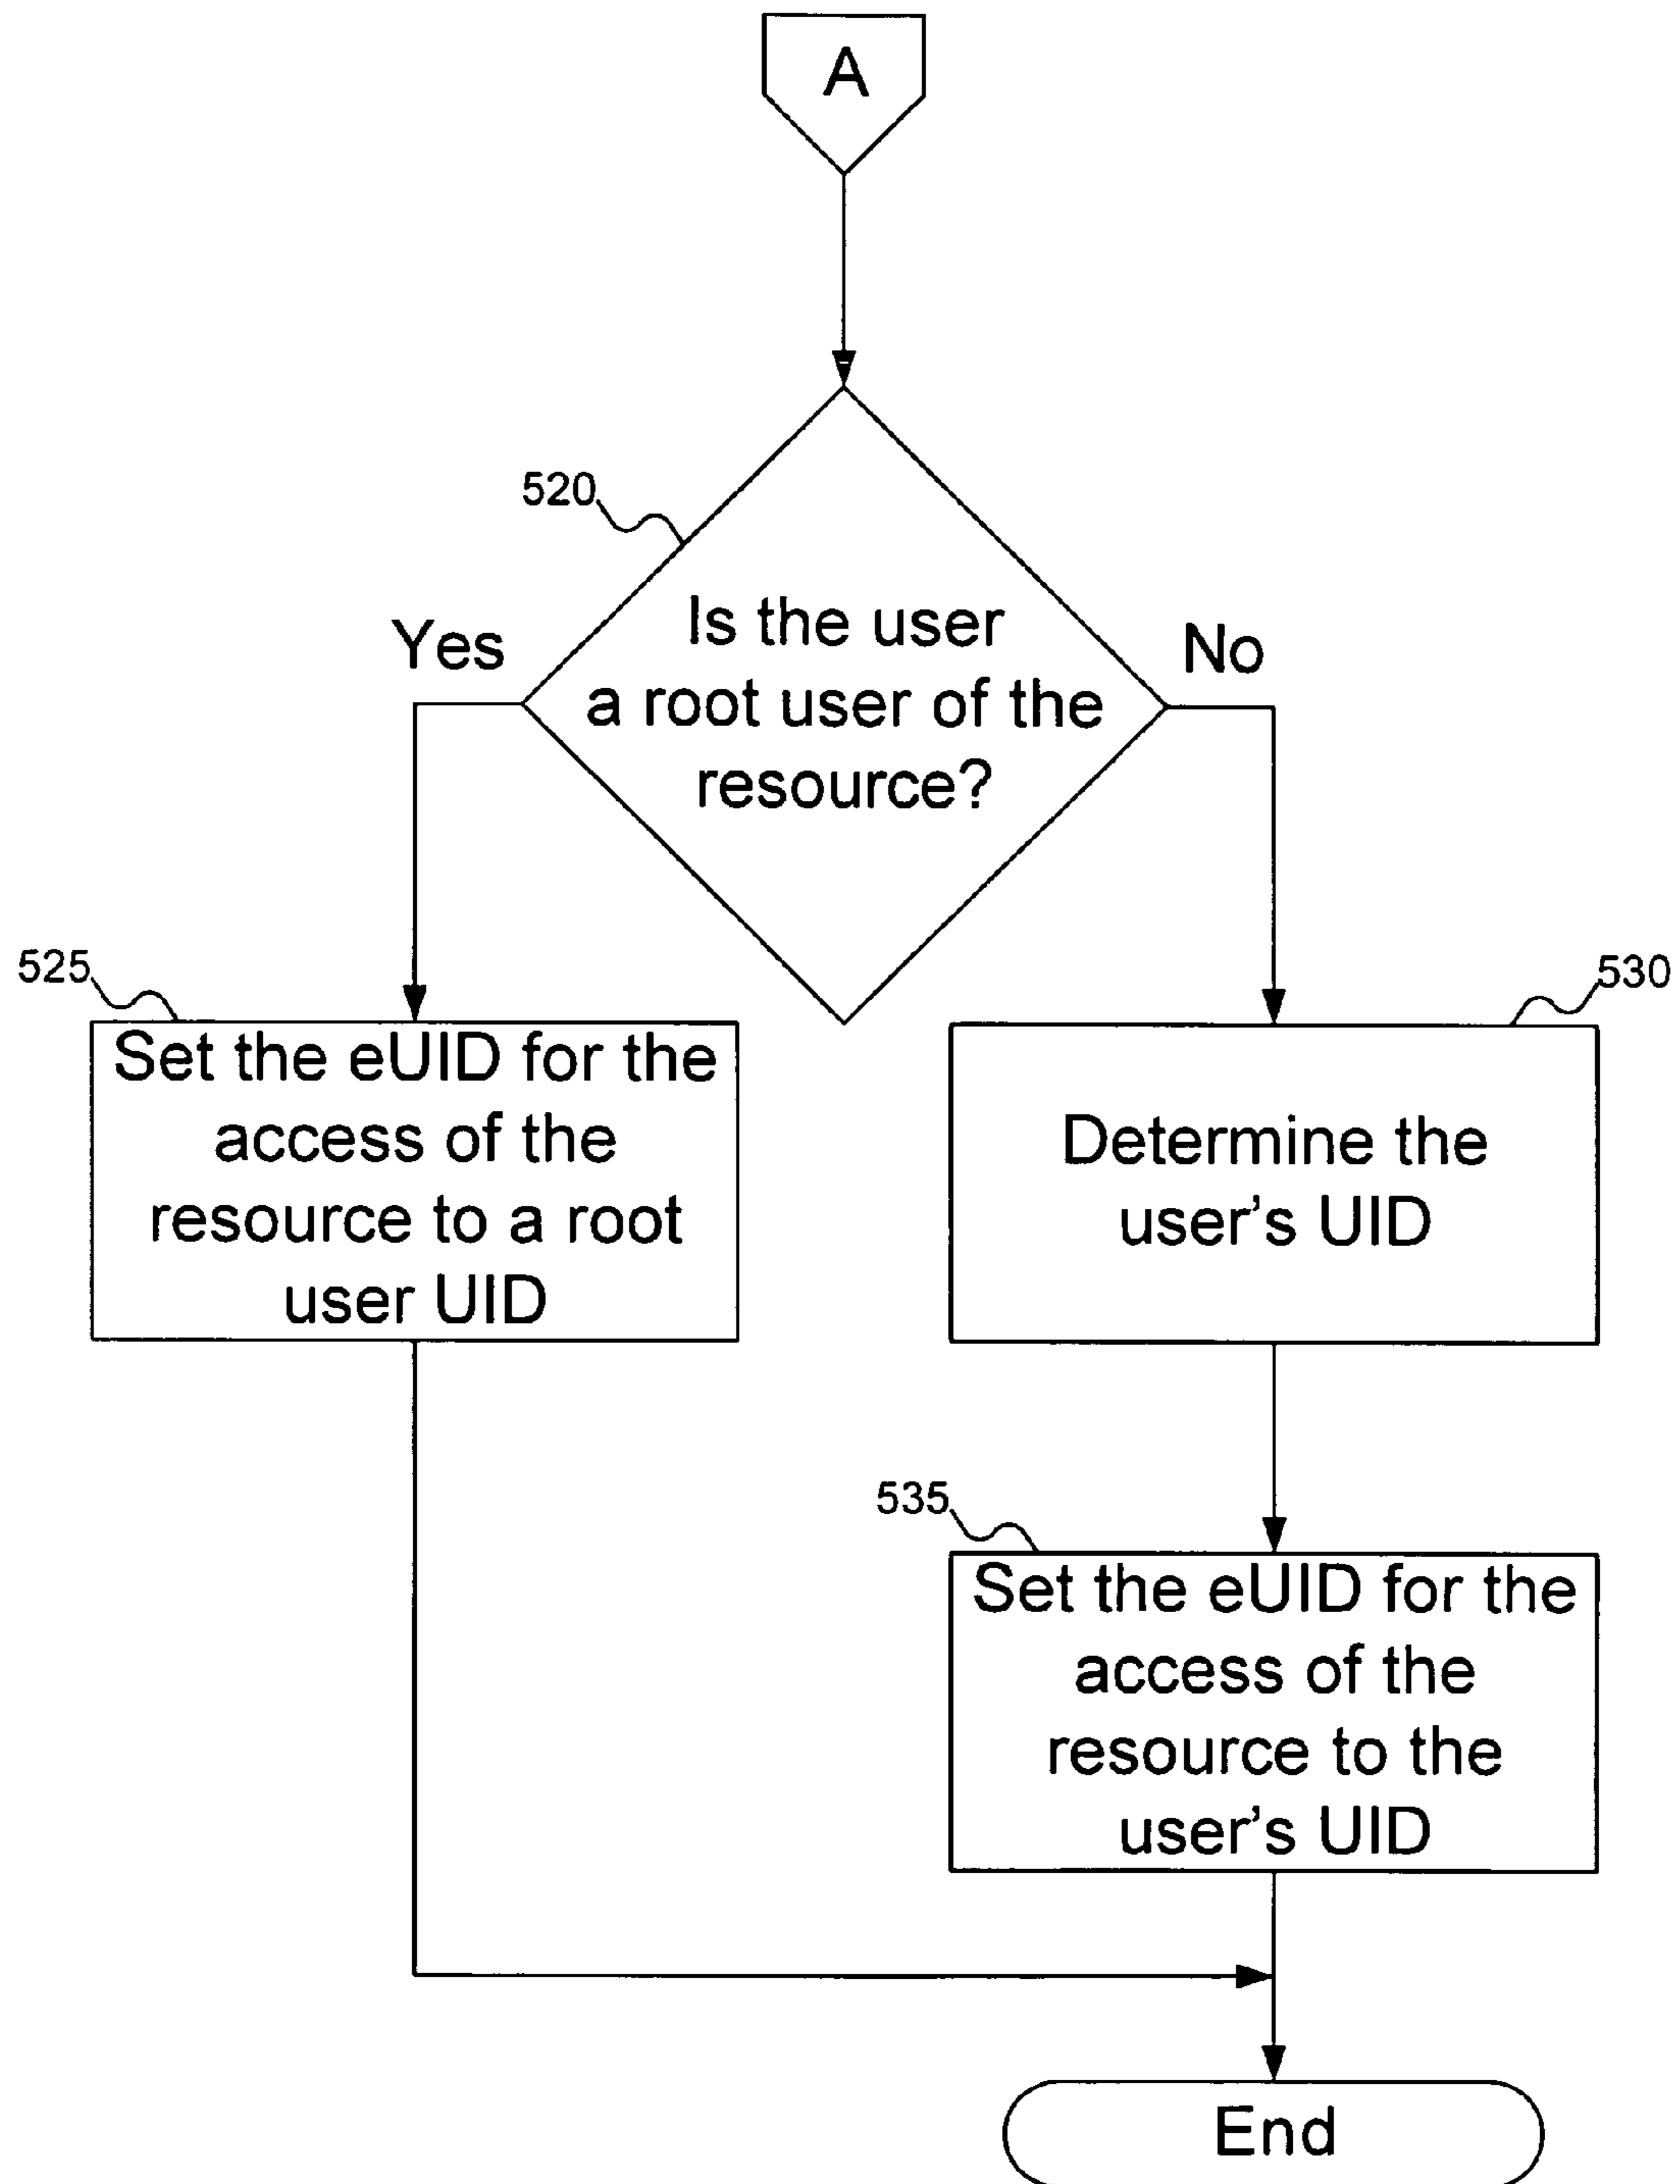 A
520
Is the user
a root user of the
resource?
Yes
No
525
Set the eUID for the
access of the
resource to a root
user UID
530
Determine the
user's UID
535
Set the eUID for the
access of the
resource to the
user's UID
End